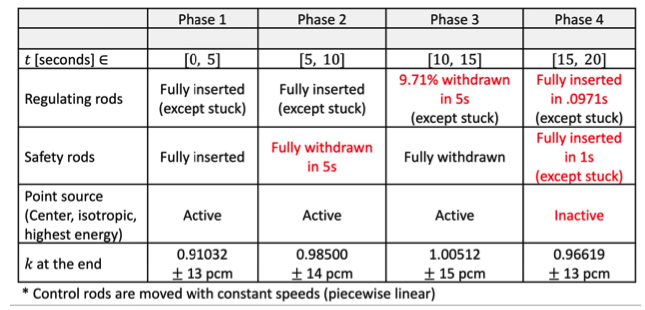 Phase 1 Phase 2 Phase 3 Phase 4
t [seconds] ∈ [0, 5] [5, 10] [10, 15] [15, 20]
Regulating rods
Fully inserted
(except stuck)
Fully inserted
(except stuck)
9.71% withdrawn
in 5s
(except stuck)
Fully inserted
in .0971s
(except stuck)
Safety rods
Fully inserted
Fully withdrawn
in 5s
Fully withdrawn
Fully inserted
in 1s
(except stuck)
Point source
(Center, isotropic,
highest energy)
Active
Active
Active
Inactive
k at the end
0.91032
± 13 pcm
0.98500
± 14 pcm
1.00512
± 15 pcm
0.96619
± 13 pcm
* Control rods are moved with constant speeds (piecewise linear)